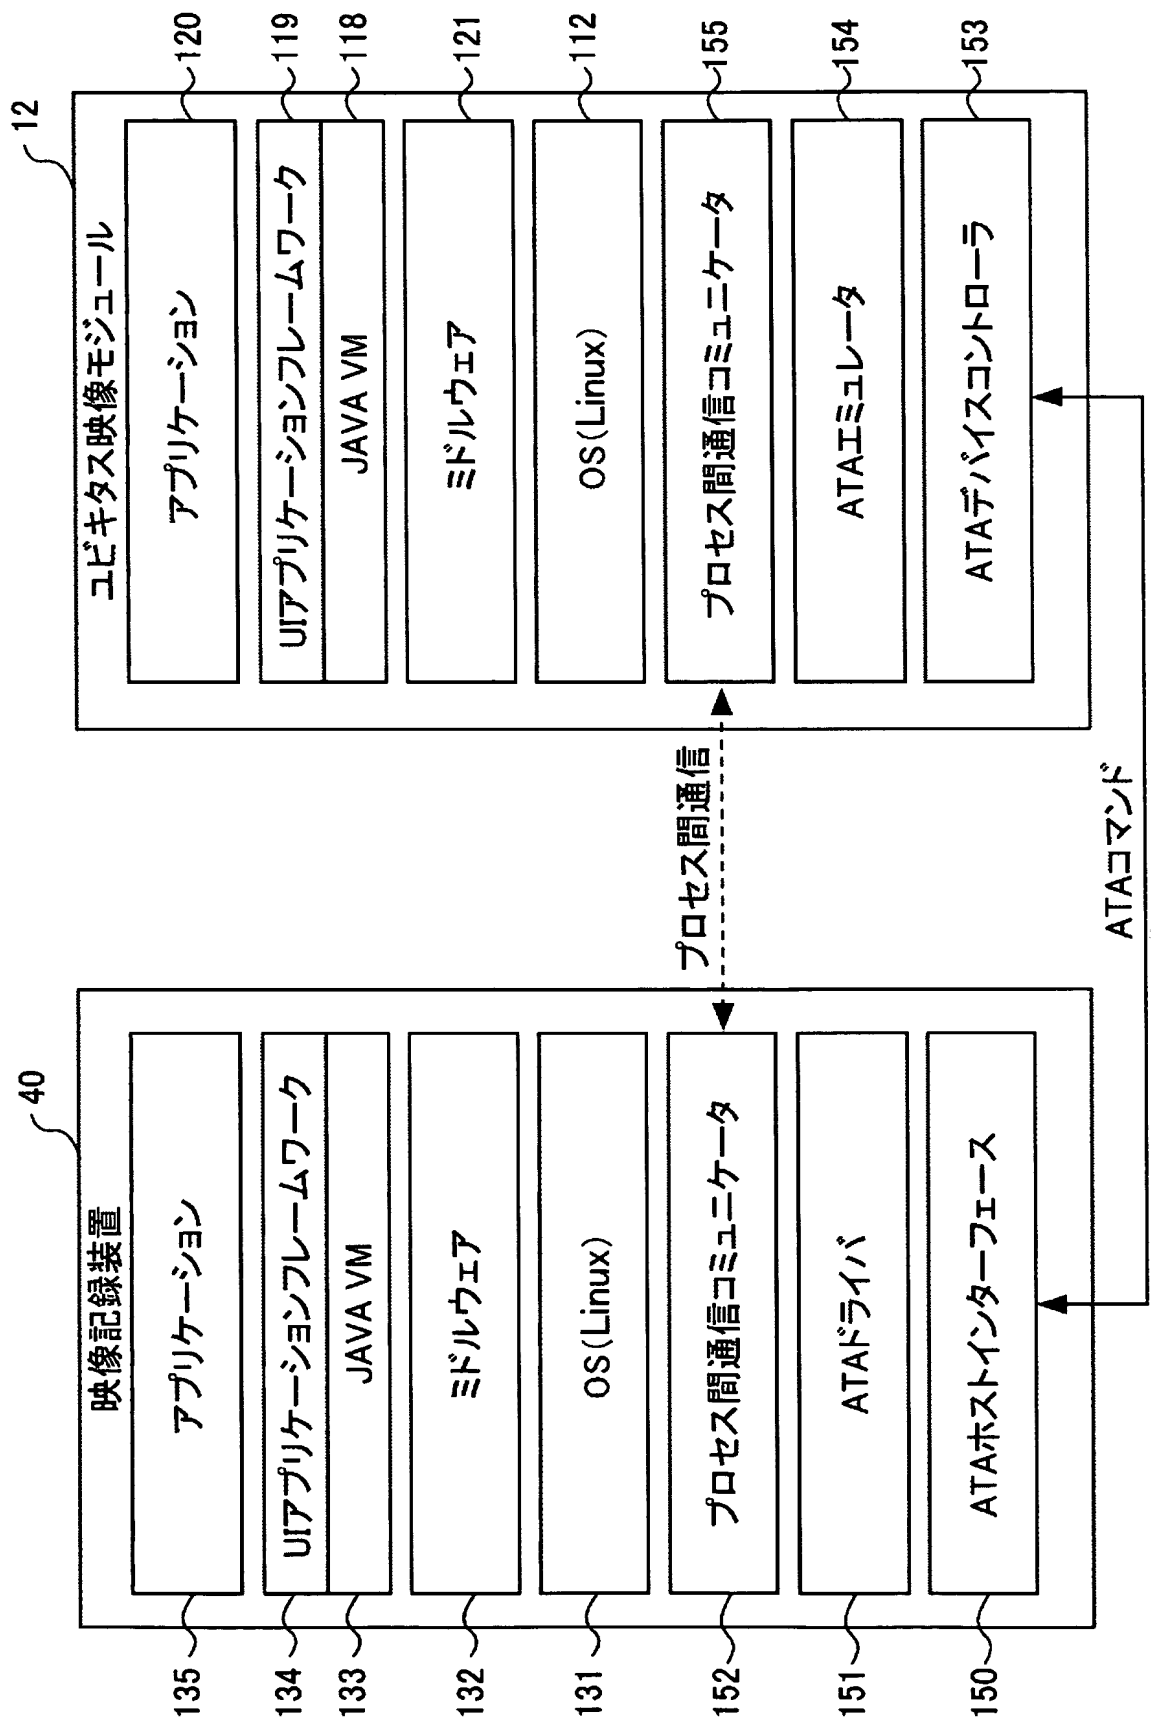 40
映像記録装置
135
アプリケーション
134
UIアプリケーションフレームワーク
133
JAVA VM
132
ミドルウェア
131
OS(Linux)
152
プロセス間通信コミュニケータ
151
ATAドライバ
150
ATAホストインターフェース
プロセス間通信
ATAコマンド
12
ユビキタス映像モジュール
アプリケーション
120
UIアプリケーションフレームワーク
119
JAVA VM
118
ミドルウェア
121
OS(Linux)
112
プロセス間通信コミュニケータ
155
ATAエミュレータ
154
ATAデバイスコントローラ
153